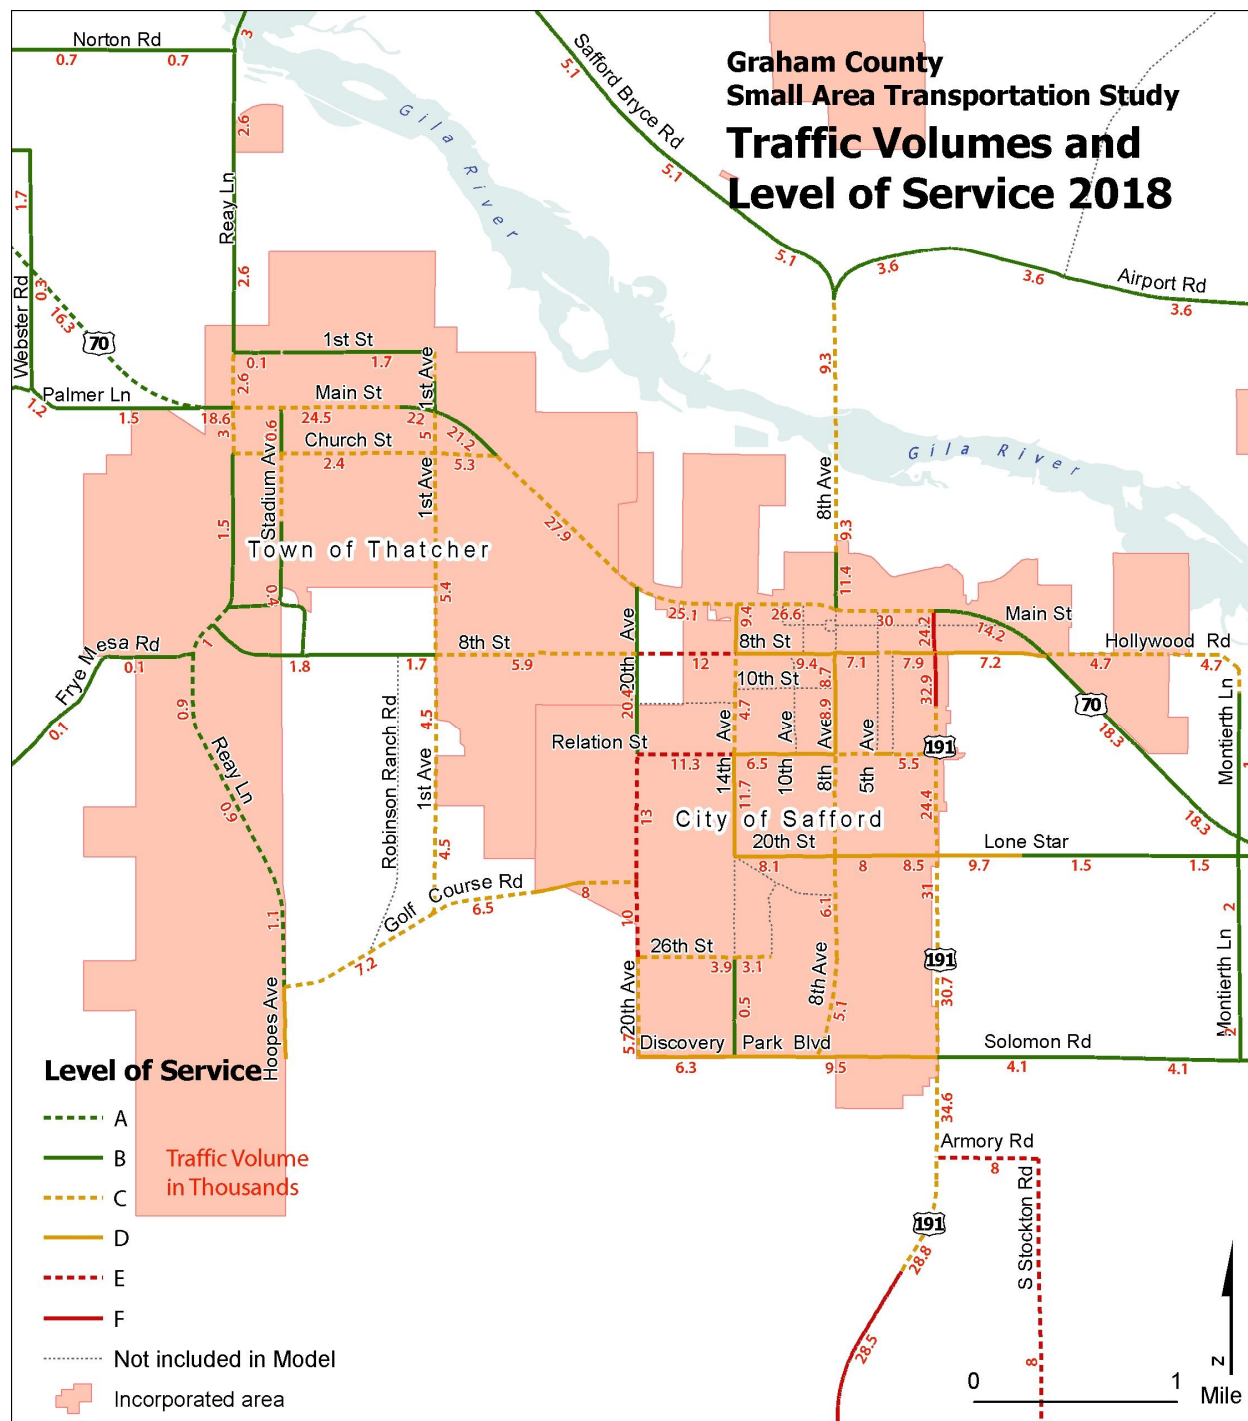 Norton Rd
0.7
0.7
3
Safford Bryce Rd
5.1
5.1
5.1
Graham County
Small Area Transportation Study
Traffic Volumes and
Level of Service 2018
Gila River
2.6
Reay Ln
2.6
1.7
0.3
16.3
Webster Rd
70
3.6
3.6
Airport Rd
3.6
9.3
1st St
0.1
1.7
1st Ave
2.6
Palmer Ln
1.2
1.5
18.6
Main St
24.5
22
21.2
3
0.6
Church St
2.4
5
5.3
Stadium Av
1st Ave
1.5
27.9
Gila River
8th Ave
9.3
11.4
Town of Thatcher
0.4
5.4
25.1
9.4
26.6
30
24.2
14.2
Main St
Hollywood Rd
Frye Mesa Rd
0.1
0.1
1
1.8
1.7
8th St
5.9
20th Ave
12
8th St
9.4
7.1
7.9
7.2
4.7
4.7
0.9
Reay Ln
0.9
Robinson Ranch Rd
4.5
1st Ave
4.5
20.4
10th St
4.7
8.7
8.9
32.9
70
18.3
18.3
Montierth Ln
1
Relation St
11.3
14th Ave
6.5
10th Ave
8th Ave
5th Ave
5.5
191
13
11.7
24.4
City of Safford
20th St
8.1
8
8.5
9.7
Lone Star
1.5
1.5
Golf Course Rd
6.5
8
7.2
10
6.1
31
2
1.1
26th St
3.9
3.1
8th Ave
191
30.7
Montierth Ln
2
Hoopes Ave
20th Ave
5.7
0.5
5.1
Discovery Park Blvd
6.3
9.5
Solomon Rd
4.1
4.1
34.6
Armory Rd
8
S Stockton Rd
8
191
28.8
28.5
Level of Service
A
B
C
D
E
F
Not included in Model
Incorporated area
Traffic Volume
in Thousands
0
1
Mile
Z